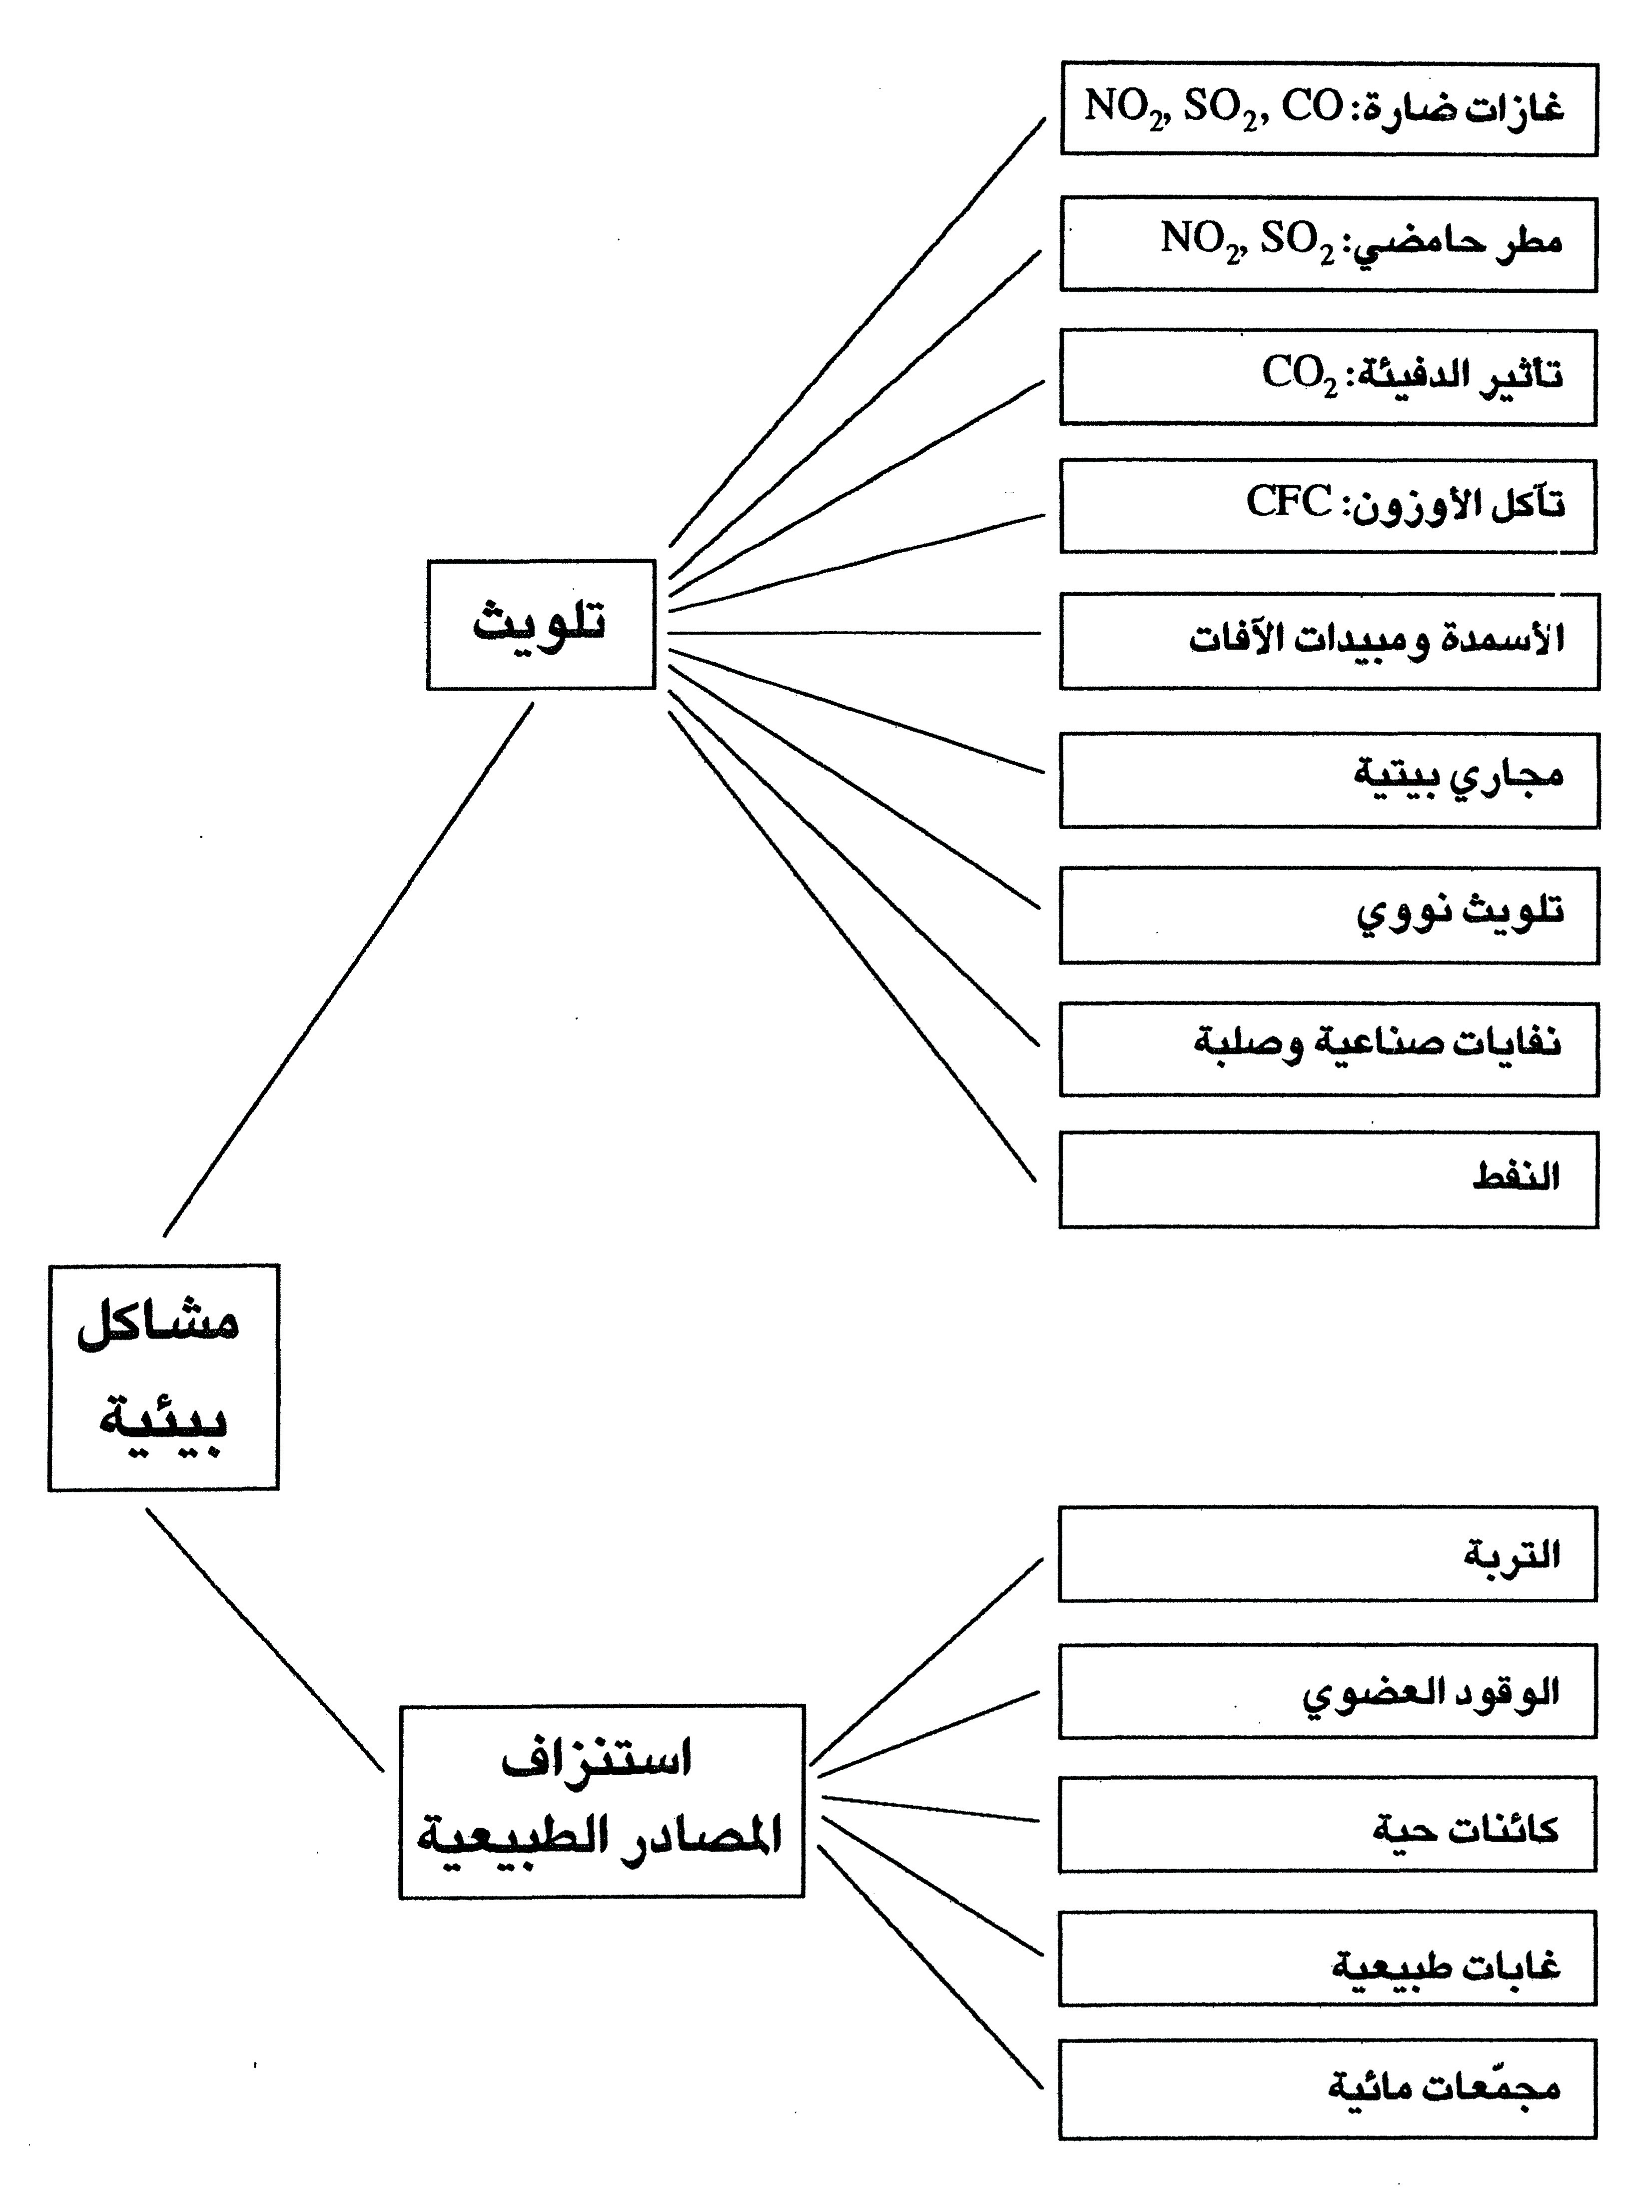 غازات ضارة: NO₂, SO₂, CO
مطر حامضي: NO₂, SO₂
تأثير الدفيئة: CO₂
تآكل الأوزون: CFC
تلويث
الأسمدة ومبيدات الآفات
مجاري بيتية
تلويث نووي
نفايات صناعية وصلبة
النفط
مشاكل
بيئية
التربة
الوقود العضوي
استنزاف
المصادر الطبيعية
كائنات حية
غابات طبيعية
مجمّعات مائية